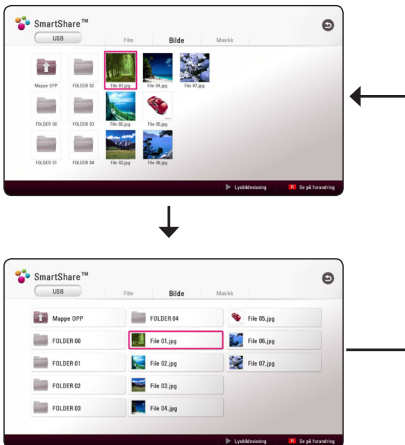 SmartShare™
USB
Film Bilde Musikk
Mappe OPP FOLDER 02 File 01.jpg File 04.jpg File 07.jpg
FOLDER 00 FOLDER 03 File 02.jpg File 05.jpg
FOLDER 01 FOLDER 04 File 03.jpg File 06.jpg
Lysbildevisning R Se på forandring
SmartShare™
USB
Film Bilde Musikk
Mappe OPP FOLDER 04 File 05.jpg
FOLDER 00 File 01.jpg File 06.jpg
FOLDER 01 File 02.jpg File 07.jpg
FOLDER 02 File 03.jpg
FOLDER 03 File 04.jpg
Lysbildevisning R Se på forandring